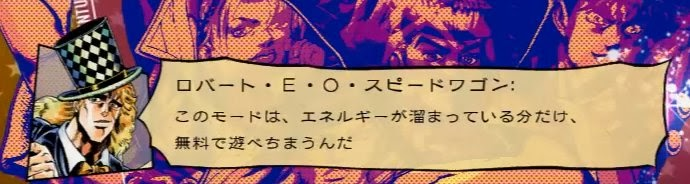 ロバート・E・O・スピードワゴン:
このモードは、エネルギーが溜まっている分だけ、
無料で遊べちまうんだ